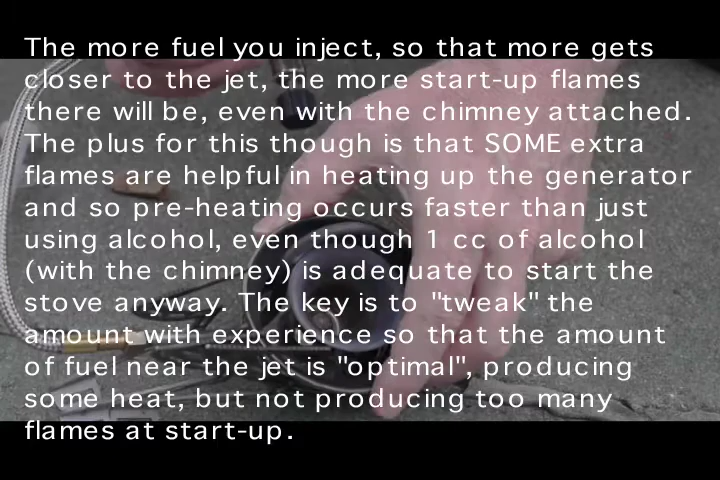 The more fuel you inject, so that more gets
closer to the jet, the more start-up flames
there will be, even with the chimney attached.
The plus for this though is that SOME extra
flames are helpful in heating up the generator
and so pre-heating occurs faster than just
using alcohol, even though 1 cc of alcohol
(with the chimney) is adequate to start the
stove anyway. The key is to "tweak" the
amount with experience so that the amount
of fuel near the jet is "optimal", producing
some heat, but not producing too many
flames at start-up.